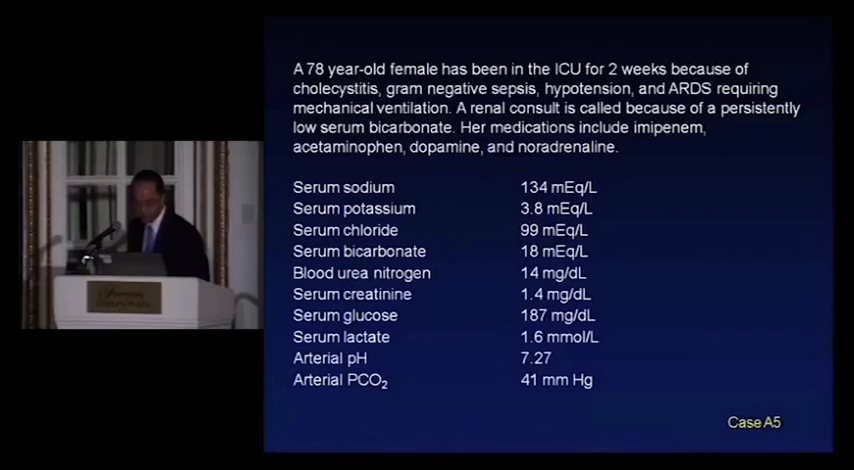 A 78 year-old female has been in the ICU for 2 weeks because of
cholecystitis, gram negative sepsis, hypotension, and ARDS requiring
mechanical ventilation. A renal consult is called because of a persistently
low serum bicarbonate. Her medications include imipenem,
acetaminophen, dopamine, and noradrenaline.
Serum sodium 134 mEq/L
Serum potassium 3.8 mEq/L
Serum chloride 99 mEq/L
Serum bicarbonate 18 mEq/L
Blood urea nitrogen 14 mg/dL
Serum creatinine 1.4 mg/dL
Serum glucose 187 mg/dL
Serum lactate 1.6 mmol/L
Arterial pH 7.27
Arterial PCO₂ 41 mm Hg
Case A5